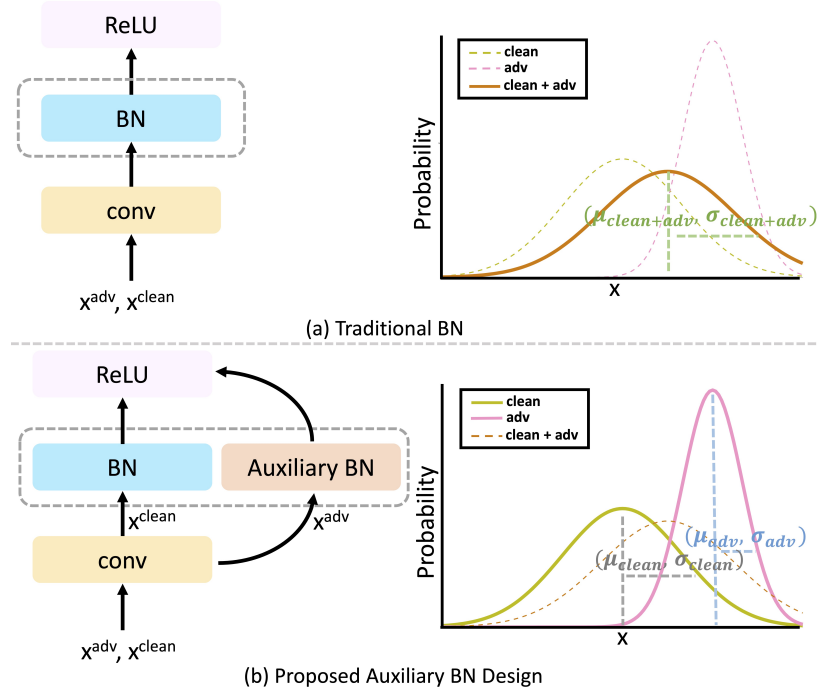 ReLU
BN
conv
x^adv, x^clean
clean
adv
clean + adv
Probability
(μ_clean+adv, σ_clean+adv)
x
(a) Traditional BN
ReLU
BN
Auxiliary BN
x^clean
x^adv
conv
x^adv, x^clean
clean
adv
clean + adv
Probability
(μ_adv, σ_adv)
(μ_clean, σ_clean)
x
(b) Proposed Auxiliary BN Design